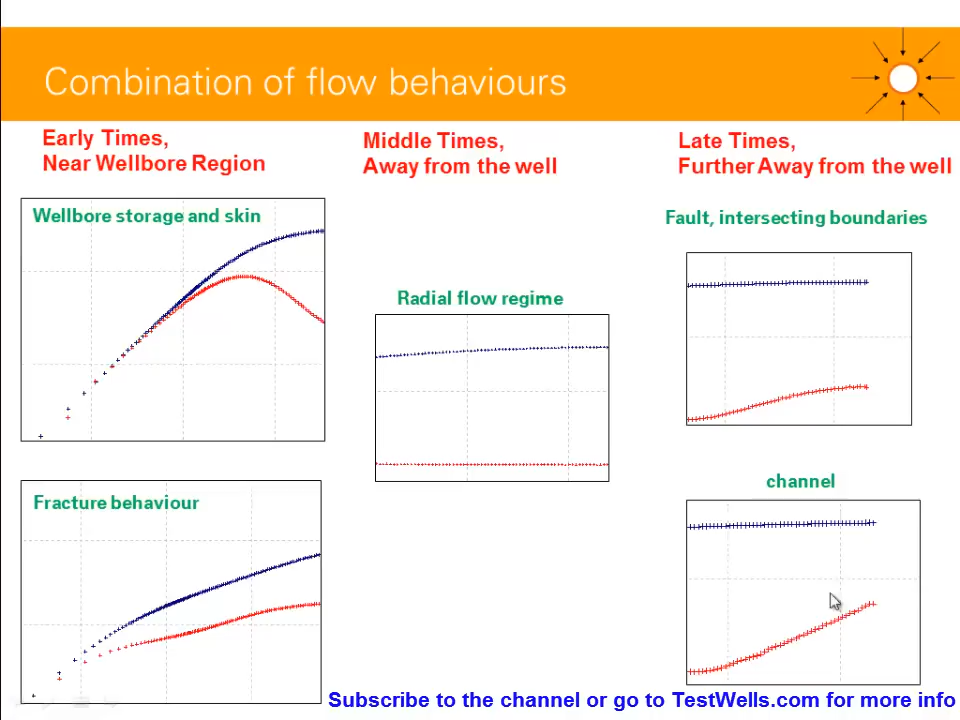 Combination of flow behaviours
Early Times,
Near Wellbore Region
Middle Times,
Away from the well
Late Times,
Further Away from the well
Wellbore storage and skin
Fault, intersecting boundaries
Radial flow regime
channel
Fracture behaviour
Subscribe to the channel or go to TestWells.com for more info